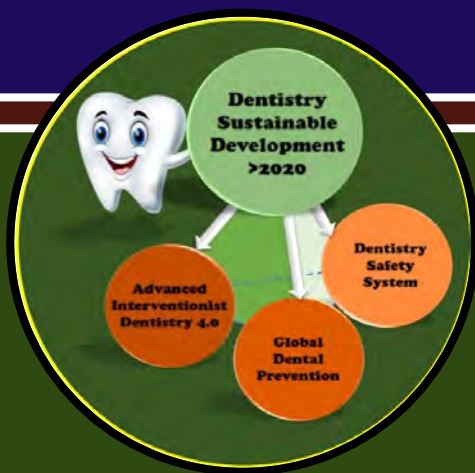 Dentistry
Sustainable
Development
>2020
Advanced
Interventionist
Dentistry 4.0
Global
Dental
Prevention
Dentistry
Safety
System